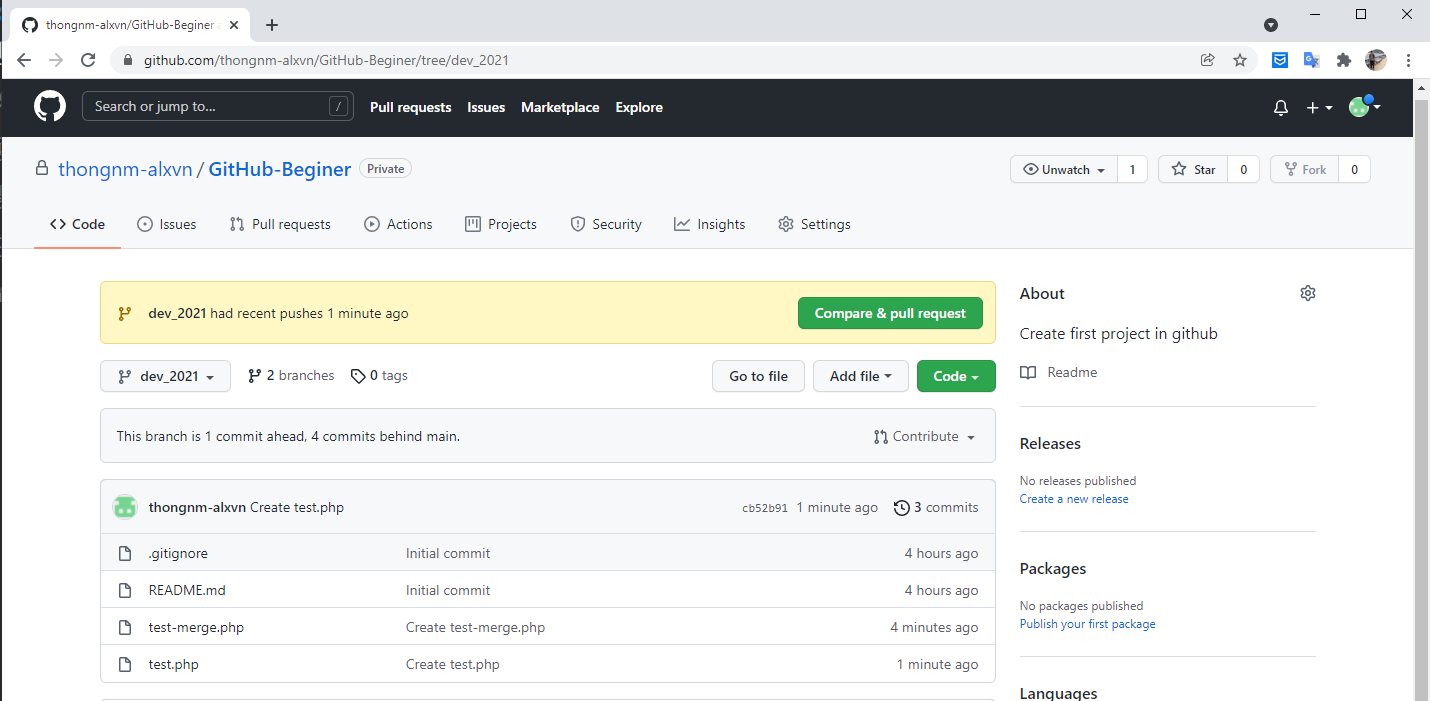 thongnm-alxvn/GitHub-Beginer
github.com/thongnm-alxvn/GitHub-Beginer/tree/dev_2021
Search or jump to... / Pull requests Issues Marketplace Explore
thongnm-alxvn / GitHub-Beginer Private Unwatch 1 Star 0 Fork 0
Code Issues Pull requests Actions Projects Security Insights Settings
dev_2021 had recent pushes 1 minute ago Compare & pull request
dev_2021 2 branches 0 tags Go to file Add file Code
This branch is 1 commit ahead, 4 commits behind main. Contribute
thongnm-alxvn Create test.php cb52b91 1 minute ago 3 commits
.gitignore Initial commit 4 hours ago
README.md Initial commit 4 hours ago
test-merge.php Create test-merge.php 4 minutes ago
test.php Create test.php 1 minute ago
About
Create first project in github
Readme
Releases
No releases published
Create a new release
Packages
No packages published
Publish your first package
Languages